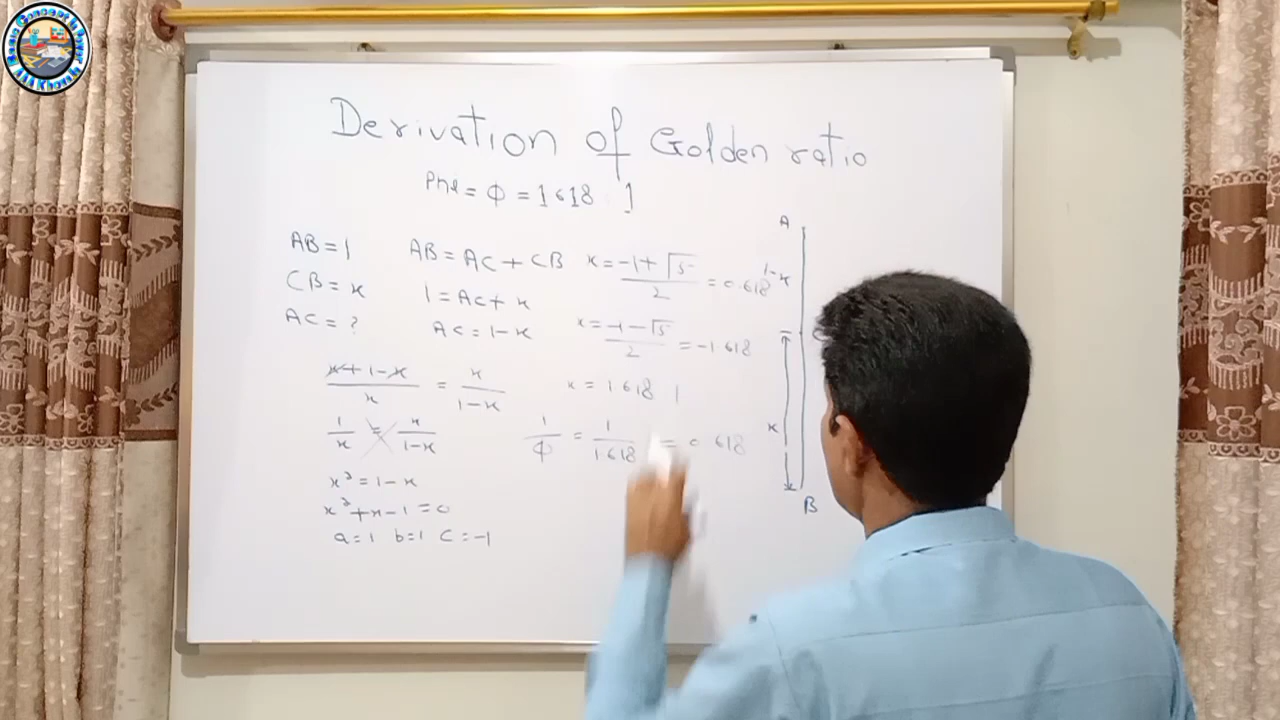 Derivation of Golden ratio
Phi = Φ = 1.618 : 1
AB = 1
CB = x
AC = ?
AB = AC + CB
1 = AC + x
AC = 1 - x
x + 1 - x / x = x / 1 - x
1 / x = x / 1 - x
x² = 1 - x
x² + x - 1 = 0
a = 1 b = 1 c = -1
x = -1 + √5 / 2 = 0.618
x = -1 - √5 / 2 = -1.618
x = 1.618
1 / Φ = 1 / 1.618 = 0.618
A
1-x
x
B